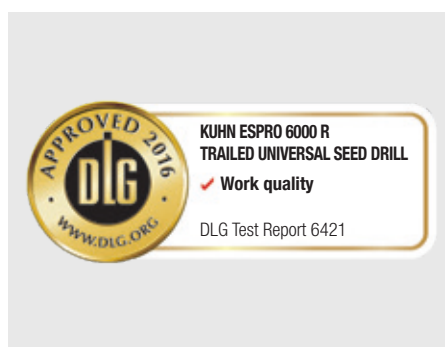 APPROVED 2016
DLG
WWW.DLG.ORG
KUHN ESPRO 6000 R
TRAILED UNIVERSAL SEED DRILL
✓ Work quality
DLG Test Report 6421